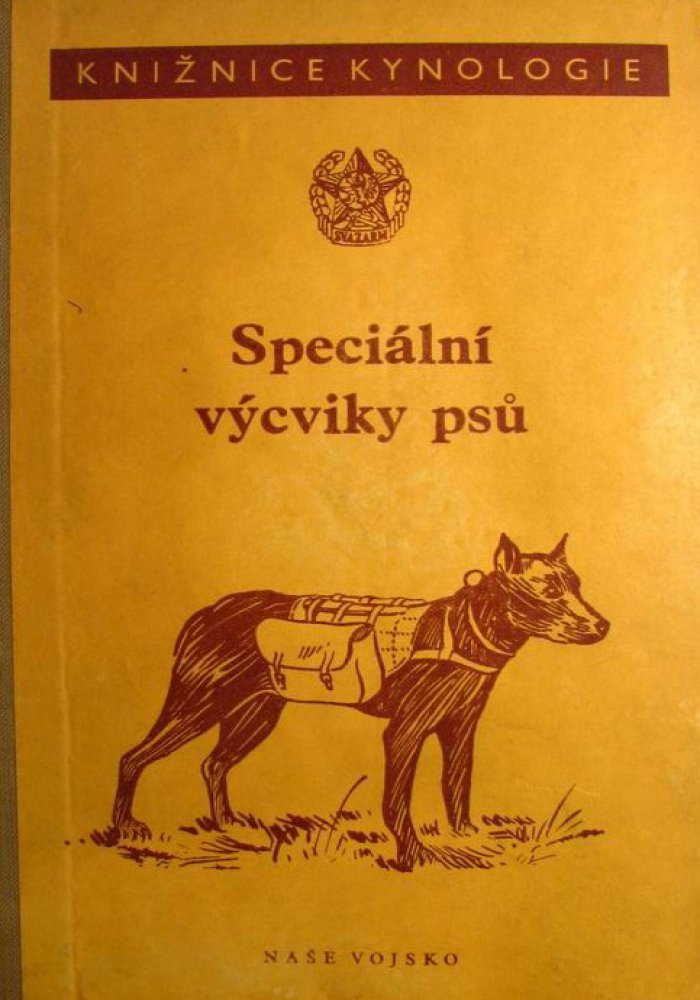 KNIŽNICE KYNOLOGIE
SVAZARM
Speciální
výcviky psů
NAŠE VOJSKO